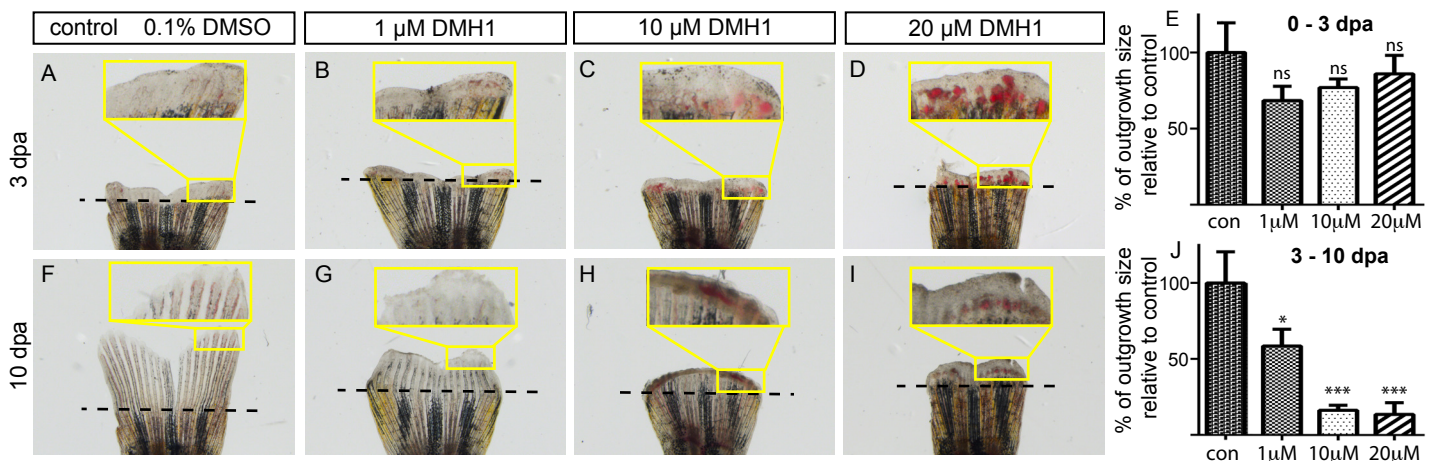 control 0.1% DMSO
1 µM DMH1
10 µM DMH1
20 µM DMH1
3 dpa
A
B
C
D
E
0 - 3 dpa
% of outgrowth size
relative to control
100
50
ns
ns
ns
con
1µM
10µM
20µM
10 dpa
F
G
H
I
J
3 - 10 dpa
% of outgrowth size
relative to control
100
50
*
***
***
con
1µM
10µM
20µM